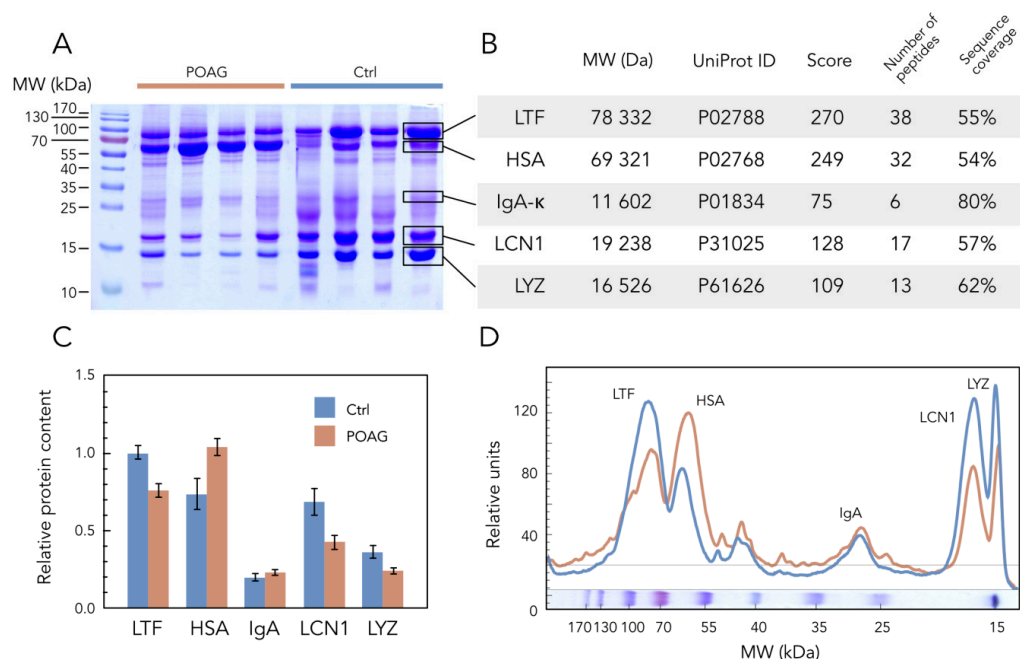 A
POAG
Ctrl
MW (kDa)
170
130
100
70
55
40
35
25
15
10
B
MW (Da) UniProt ID Score Number of peptides Sequence coverage
LTF 78 332 P02788 270 38 55%
HSA 69 321 P02768 249 32 54%
IgA-κ 11 602 P01834 75 6 80%
LCN1 19 238 P31025 128 17 57%
LYZ 16 526 P61626 109 13 62%
C
Relative protein content
1.5
1.0
0.5
0.0
Ctrl
POAG
LTF HSA IgA LCN1 LYZ
D
Relative units
120
80
40
0
LTF
HSA
IgA
LCN1
LYZ
170 130 100 70 55 40 35 25 15
MW (kDa)